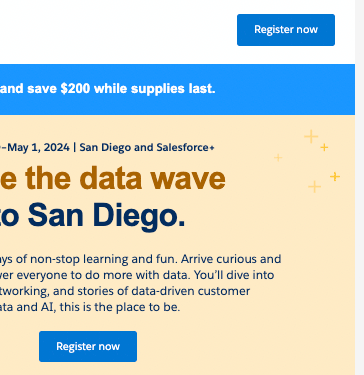 Register now
and save $200 while supplies last.
–May 1, 2024 | San Diego and Salesforce+
e the data wave
to San Diego.
ays of non-stop learning and fun. Arrive curious and
wer everyone to do more with data. You’ll dive into
tworking, and stories of data-driven customer
ata and AI, this is the place to be.
Register now